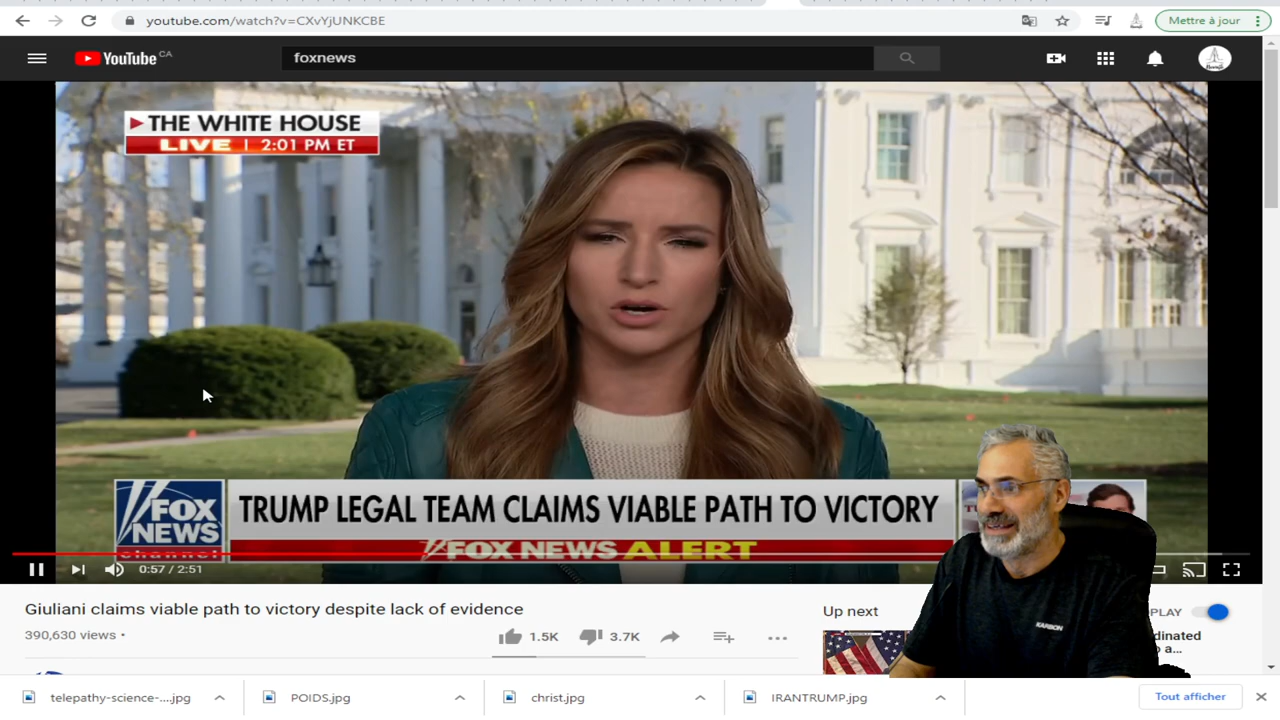 youtube.com/watch?v=CXvYjUNKCBE
Mettre à jour
YouTube CA
foxnews
THE WHITE HOUSE
LIVE | 2:01 PM ET
FOX NEWS channel
TRUMP LEGAL TEAM CLAIMS VIABLE PATH TO VICTORY
FOX NEWS ALERT
0:57 / 2:51
Giuliani claims viable path to victory despite lack of evidence
390,630 views •
1.5K
3.7K
Up next
PLAY
KARBON
telepathy-science-....jpg
POIDS.jpg
christ.jpg
IRANTRUMP.jpg
Tout afficher